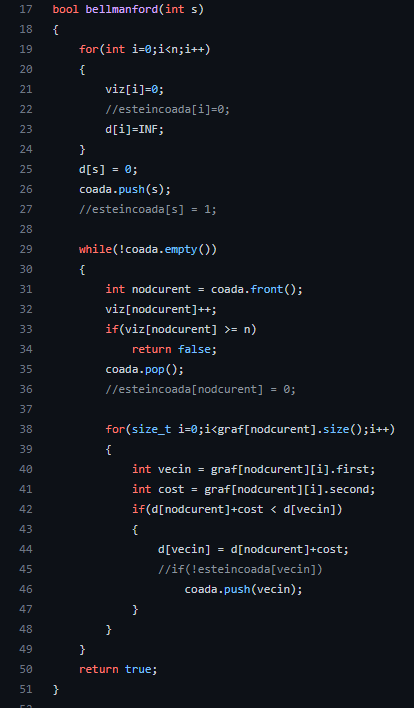 17 bool bellmanford(int s)
18 {
19     for(int i=0;i<n;i++)
20     {
21         viz[i]=0;
22         //esteincoada[i]=0;
23         d[i]=INF;
24     }
25     d[s] = 0;
26     coada.push(s);
27     //esteincoada[s] = 1;
28
29     while(!coada.empty())
30     {
31         int nodcurent = coada.front();
32         viz[nodcurent]++;
33         if(viz[nodcurent] >= n)
34             return false;
35         coada.pop();
36         //esteincoada[nodcurent] = 0;
37
38         for(size_t i=0;i<graf[nodcurent].size();i++)
39         {
40             int vecin = graf[nodcurent][i].first;
41             int cost = graf[nodcurent][i].second;
42             if(d[nodcurent]+cost < d[vecin])
43             {
44                 d[vecin] = d[nodcurent]+cost;
45                 //if(!esteincoada[vecin])
46                     coada.push(vecin);
47             }
48         }
49     }
50     return true;
51 }